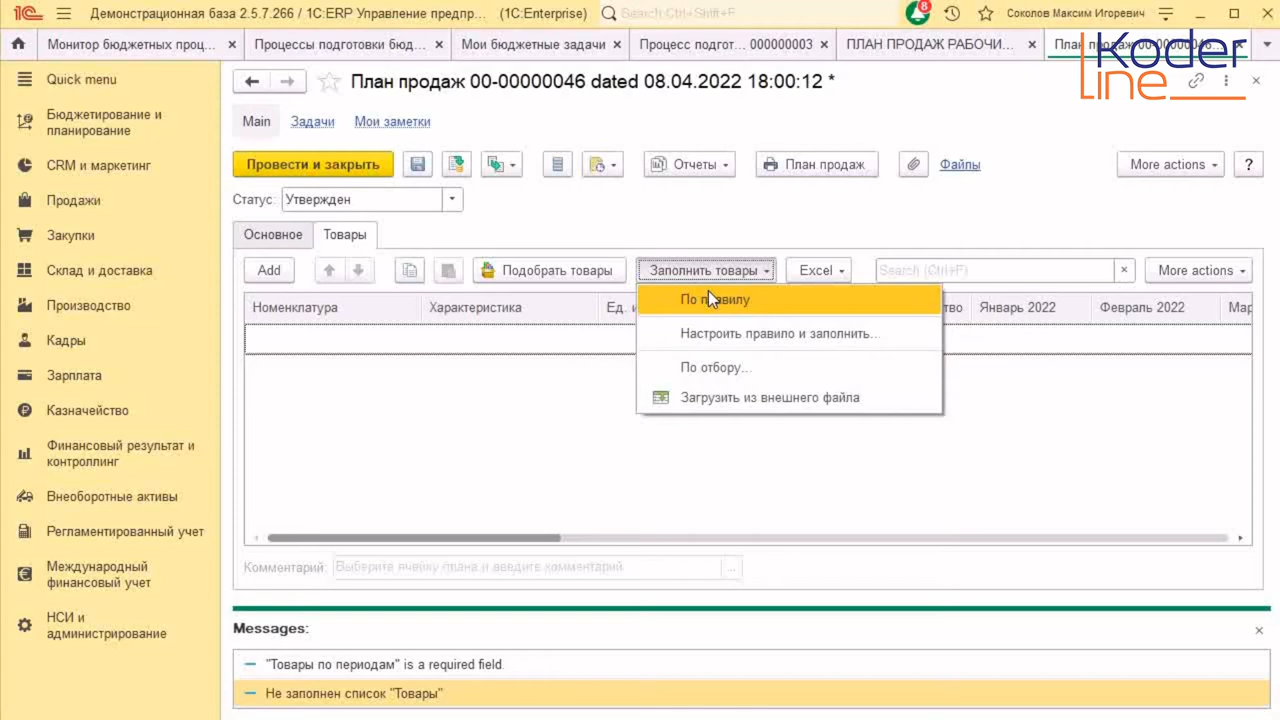 Демонстрационная база 2.5.7.266 / 1С:ERP Управление предпр... (1C:Enterprise) Search Ctrl+Shift+F 8 Соколов Максим Игоревич
Монитор бюджетных проц... × Процессы подготовки бюд... × Мои бюджетные задачи × Процесс подгот... 000000003 × ПЛАН ПРОДАЖ РАБОЧИ... ×
Koder
line
Quick menu
Бюджетирование и
планирование
CRM и маркетинг
Продажи
Закупки
Склад и доставка
Производство
Кадры
Зарплата
Казначейство
Финансовый результат и
контроллинг
Внеоборотные активы
Регламентированный учет
Международный
финансовый учет
НСИ и
администрирование
План продаж 00-00000046 dated 08.04.2022 18:00:12 *
Main Задачи Мои заметки
Провести и закрыть Отчеты План продаж Файлы More actions ?
Статус: Утвержден
Основное Товары
Add Подобрать товары Заполнить товары Excel Search (Ctrl+F) × More actions
Номенклатура Характеристика Ед. и тво Январь 2022 Февраль 2022 Мар
По правилу
Настроить правило и заполнить...
По отбору...
Загрузить из внешнего файла
Комментарий: Выберите ячейку плана и введите комментарий ...
Messages:
"Товары по периодам" is a required field.
Не заполнен список "Товары"